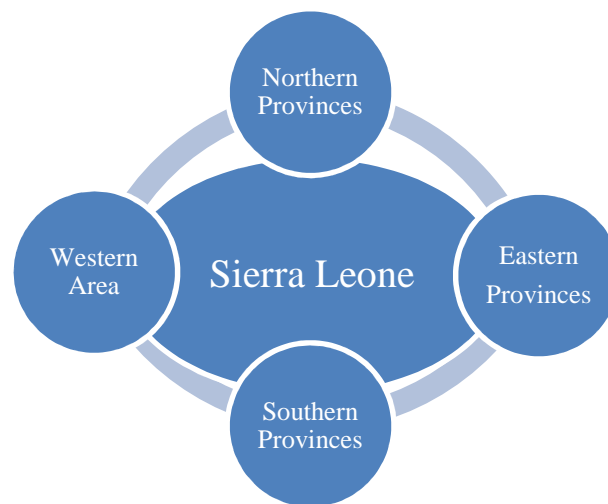 Northern
Provinces
Western
Area
Sierra Leone
Eastern
Provinces
Southern
Provinces